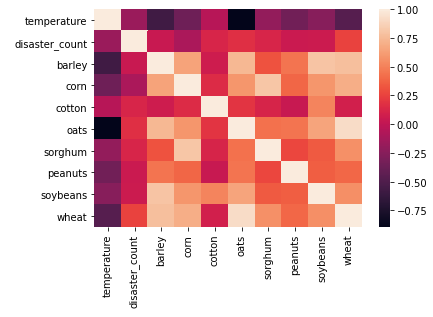 temperature
disaster_count
barley
corn
cotton
oats
sorghum
peanuts
soybeans
wheat
temperature
disaster_count
barley
corn
cotton
oats
sorghum
peanuts
soybeans
wheat
1.00
0.75
0.50
0.25
0.00
−0.25
−0.50
−0.75